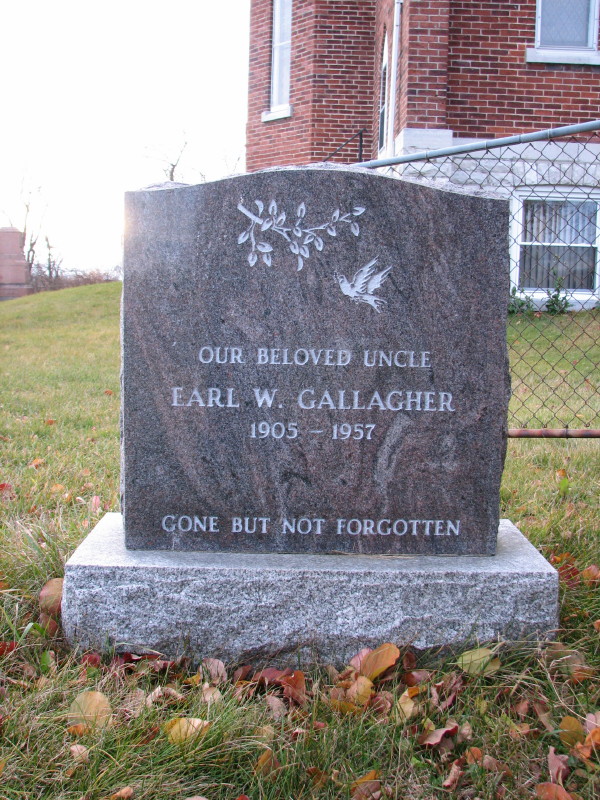 OUR BELOVED UNCLE
EARL W. GALLAGHER
1905 – 1957
GONE BUT NOT FORGOTTEN